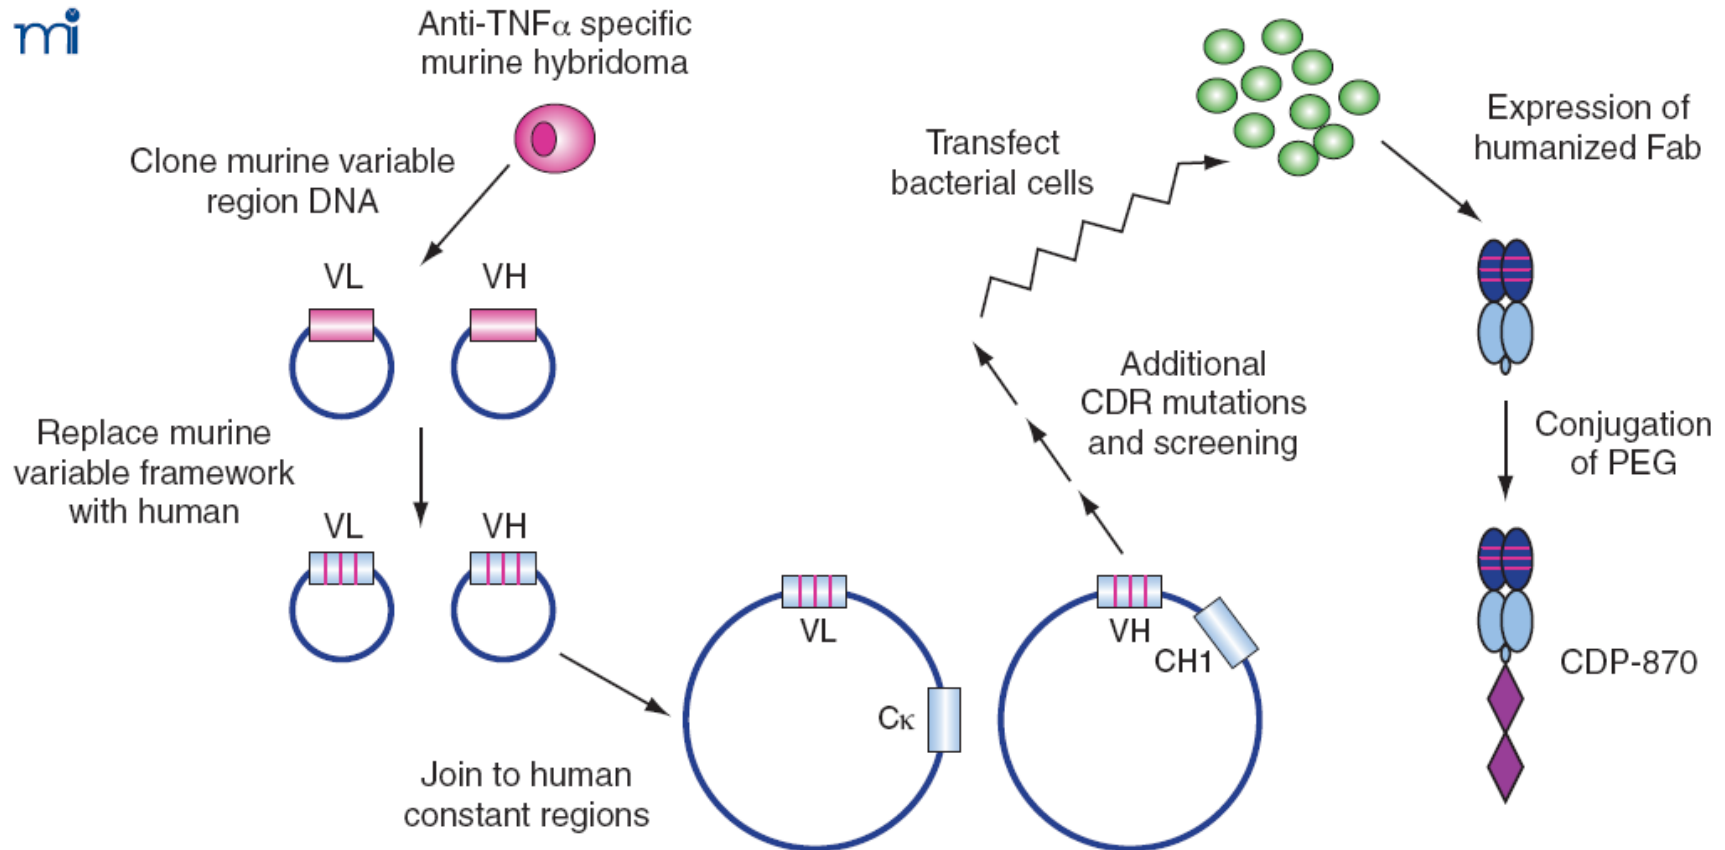 mi
Anti-TNFα specific
murine hybridoma
Clone murine variable
region DNA
VL
VH
Replace murine
variable framework
with human
VL
VH
Join to human
constant regions
VL
Cκ
VH
CH1
Additional
CDR mutations
and screening
Transfect
bacterial cells
Expression of
humanized Fab
Conjugation
of PEG
CDP-870